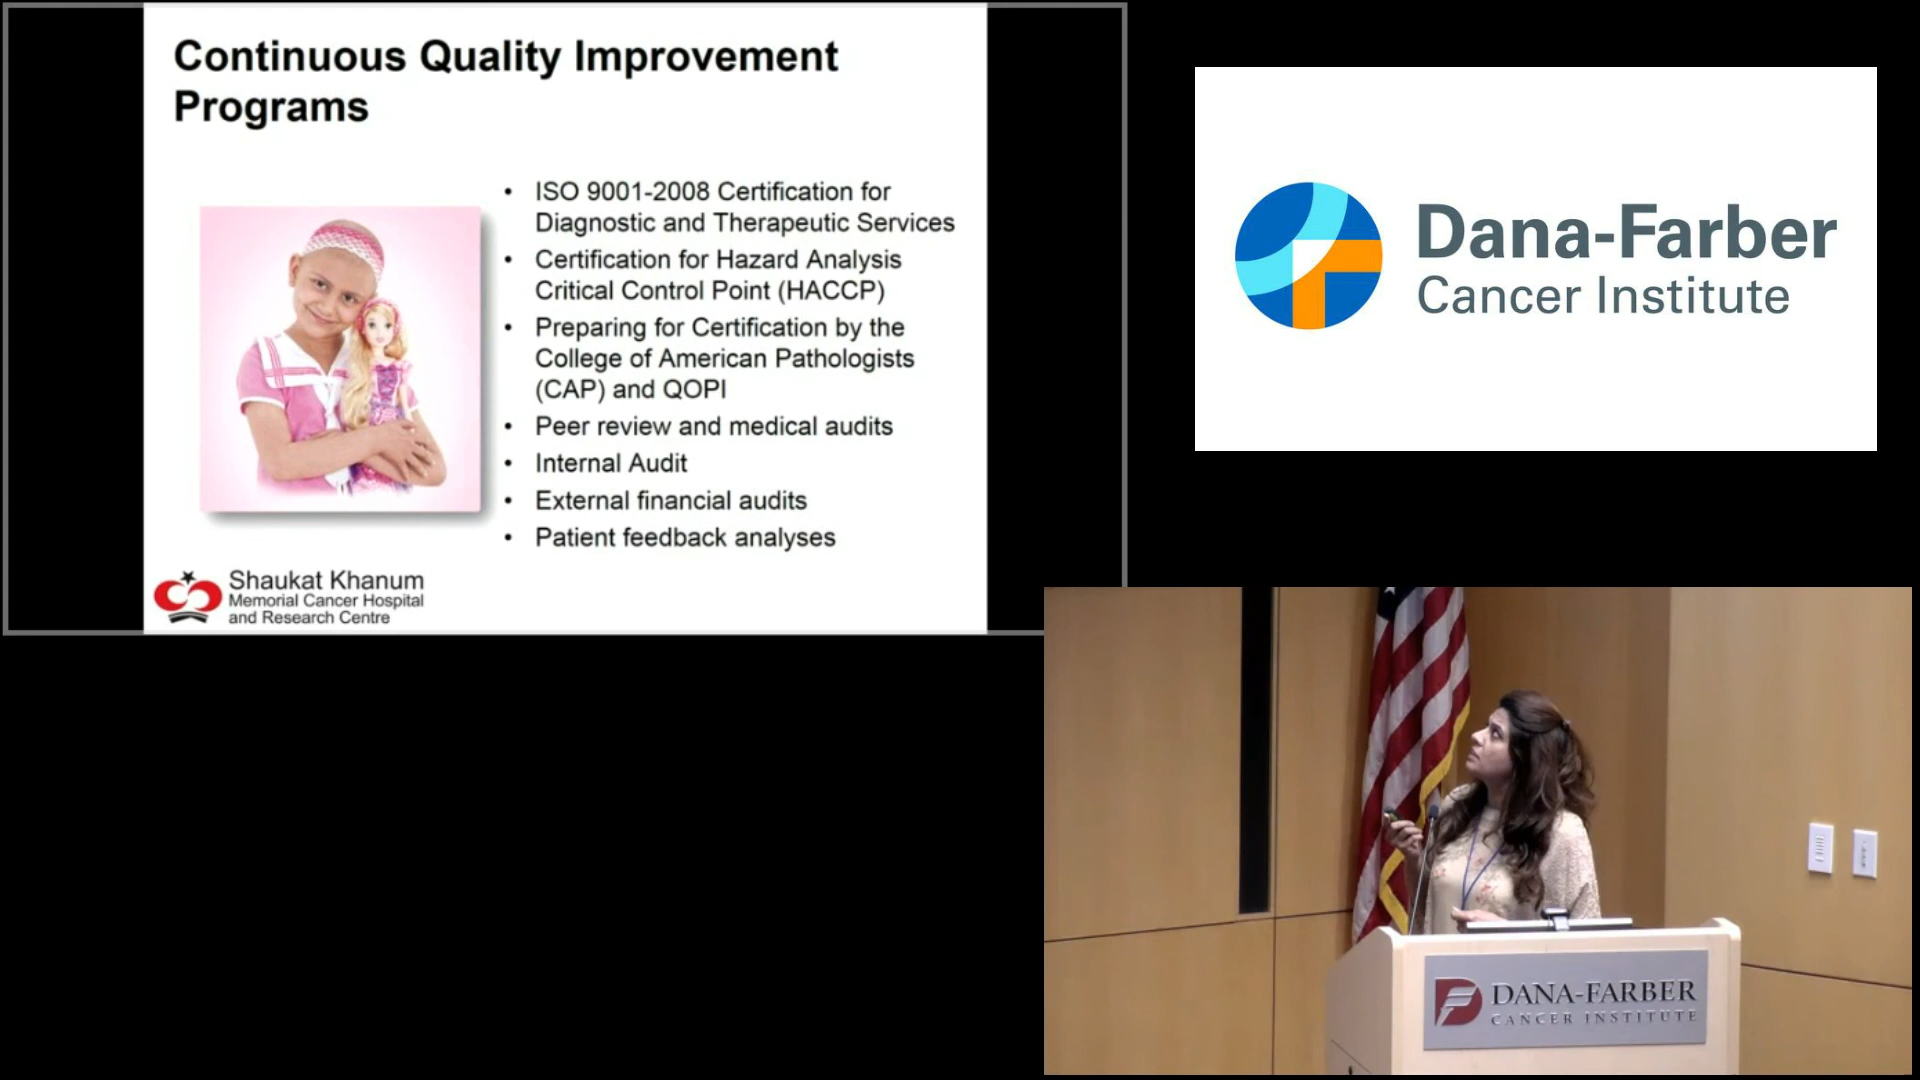 Continuous Quality Improvement
Programs
• ISO 9001-2008 Certification for
Diagnostic and Therapeutic Services
• Certification for Hazard Analysis
Critical Control Point (HACCP)
• Preparing for Certification by the
College of American Pathologists
(CAP) and QOPI
• Peer review and medical audits
• Internal Audit
• External financial audits
• Patient feedback analyses
Shaukat Khanum
Memorial Cancer Hospital
and Research Centre
Dana-Farber
Cancer Institute
DANA-FARBER
CANCER INSTITUTE